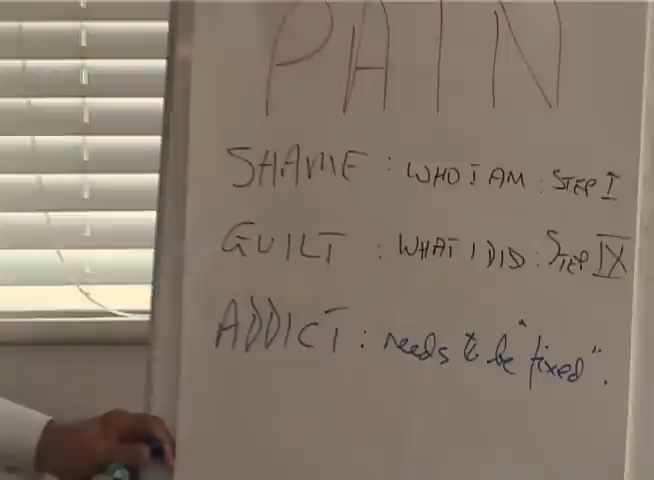 PAIN
SHAME : WHO I AM : STEP I
GUILT : WHAT I DID : STEP IX
ADDICT : needs to be "fixed".